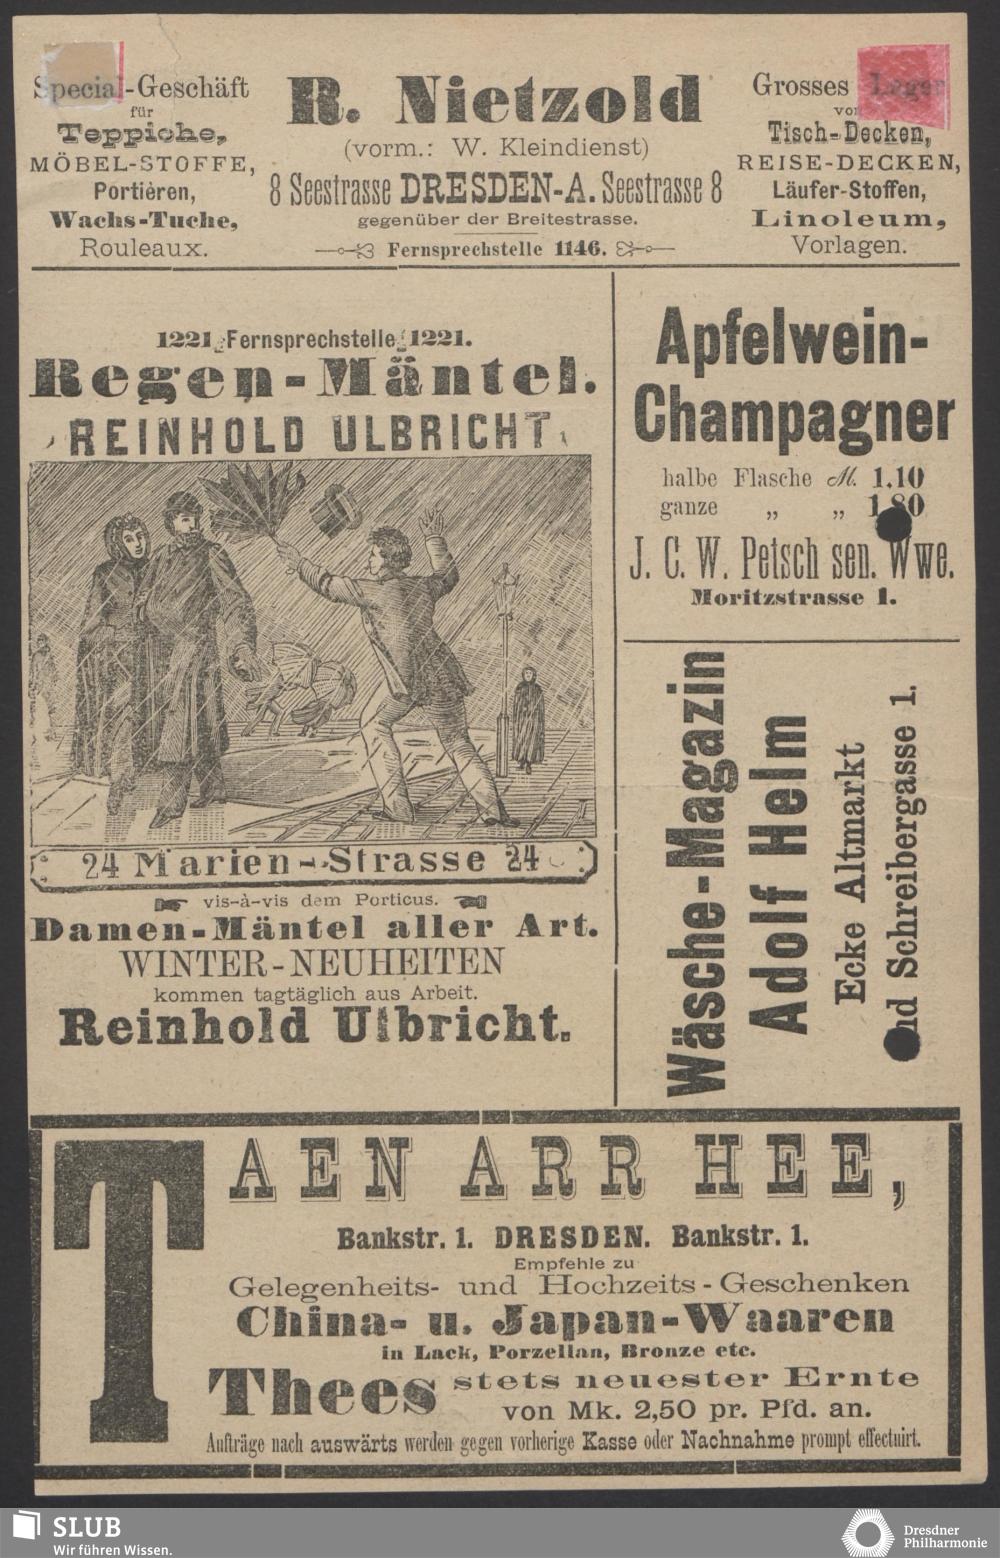 Special-Geschäft
für
Teppiche,
MÖBEL-STOFFE,
Portièren,
Wachs-Tuche,
Rouleaux.
R. Nietzold
(vorm.: W. Kleindienst)
8 Seestrasse DRESDEN-A. Seestrasse 8
gegenüber der Breitestrasse.
Fernsprechstelle 1146.
Grosses Lager
von
Tisch-Decken,
REISE-DECKEN,
Läufer-Stoffen,
Linoleum,
Vorlagen.
1221 Fernsprechstelle 1221.
Regen-Mäntel.
REINHOLD ULBRICHT
24 Marien-Strasse 24
vis-à-vis dem Porticus.
Damen-Mäntel aller Art.
WINTER-NEUHEITEN
kommen tagtäglich aus Arbeit.
Reinhold Ulbricht.
Apfelwein-
Champagner
halbe Flasche M. 1.10
ganze „ „ 1.80
J. C. W. Petsch sen. Wwe.
Moritzstrasse 1.
Wäsche-Magazin
Adolf Helm
Ecke Altmarkt
und Schreibergasse 1.
TAEN ARR HEE,
Bankstr. 1. DRESDEN. Bankstr. 1.
Empfehle zu
Gelegenheits- und Hochzeits-Geschenken
China- u. Japan-Waaren
in Lack, Porzellan, Bronze etc.
Thees stets neuester Ernte
von Mk. 2,50 pr. Pfd. an.
Aufträge nach auswärts werden gegen vorherige Kasse oder Nachnahme prompt effectuirt.
SLUB
Wir führen Wissen.
Dresdner
Philharmonie